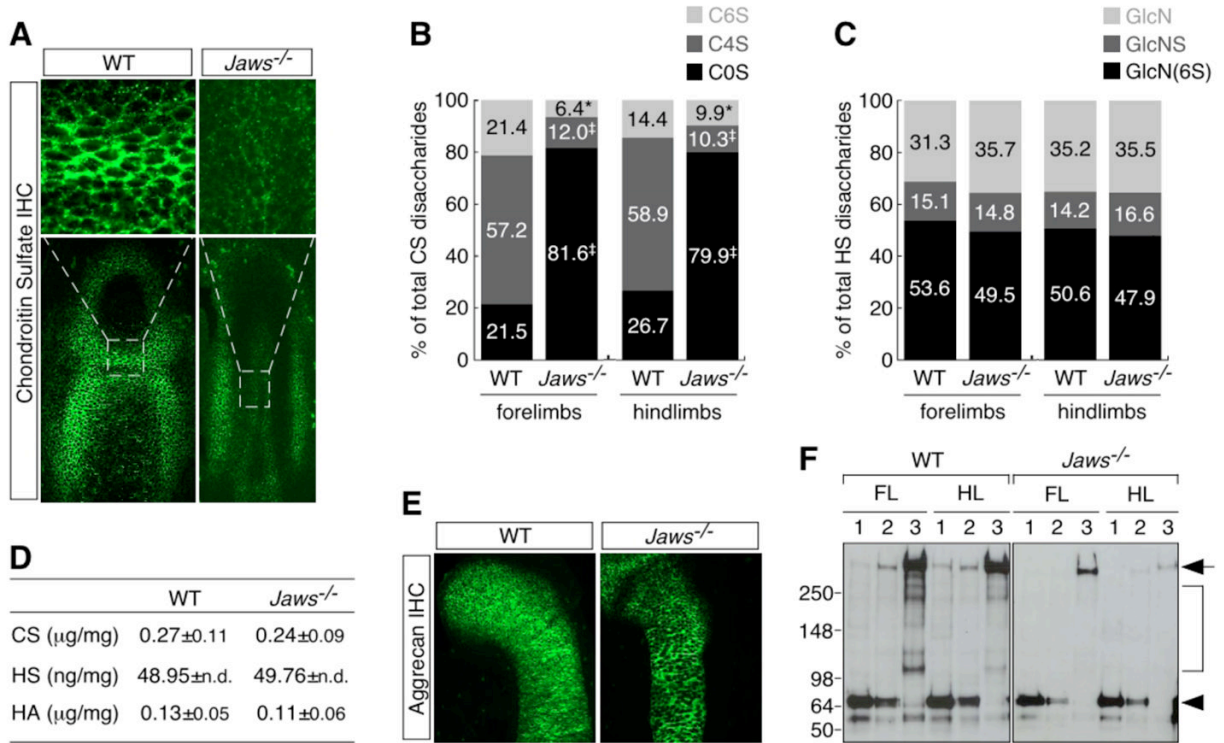 A
WT
Jaws-/-
Chondroitin Sulfate IHC
B
C6S
C4S
C0S
% of total CS disaccharides
100
80
60
40
20
0
21.4
57.2
21.5
6.4*
12.0‡
81.6‡
14.4
58.9
26.7
9.9*
10.3‡
79.9‡
WT Jaws-/- WT Jaws-/-
forelimbs hindlimbs
C
GlcN
GlcNS
GlcN(6S)
% of total HS disaccharides
100
80
60
40
20
0
31.3
15.1
53.6
35.7
14.8
49.5
35.2
14.2
50.6
35.5
16.6
47.9
WT Jaws-/- WT Jaws-/-
forelimbs hindlimbs
D
WT Jaws-/-
CS (μg/mg) 0.27±0.11 0.24±0.09
HS (ng/mg) 48.95±n.d. 49.76±n.d.
HA (μg/mg) 0.13±0.05 0.11±0.06
E
WT
Jaws-/-
Aggrecan IHC
F
WT Jaws-/-
FL HL FL HL
1 2 3 1 2 3 1 2 3 1 2 3
250-
148-
98-
64-
50-